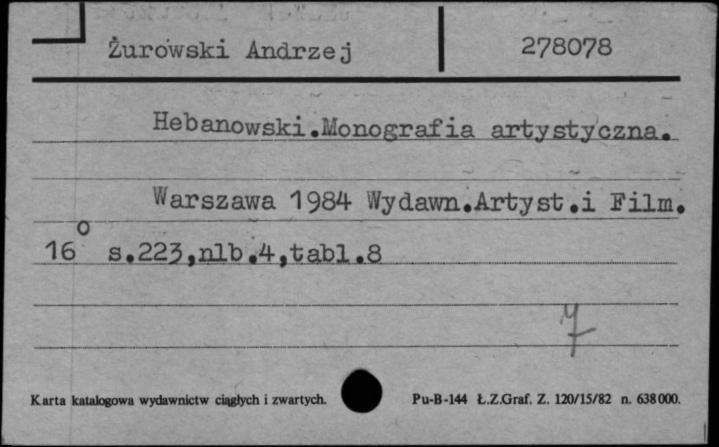 Żurowski Andrzej 278078
Hebanowski.Monografia artystyczna.
Warszawa 1984 Wydawn.Artyst.i Film.
16° s.223,nlb.4,tabl.8
7
Karta katalogowa wydawnictw ciągłych i zwartych. Pu-B-144 Ł.Z.Graf. Z. 120/15/82 n. 638000.